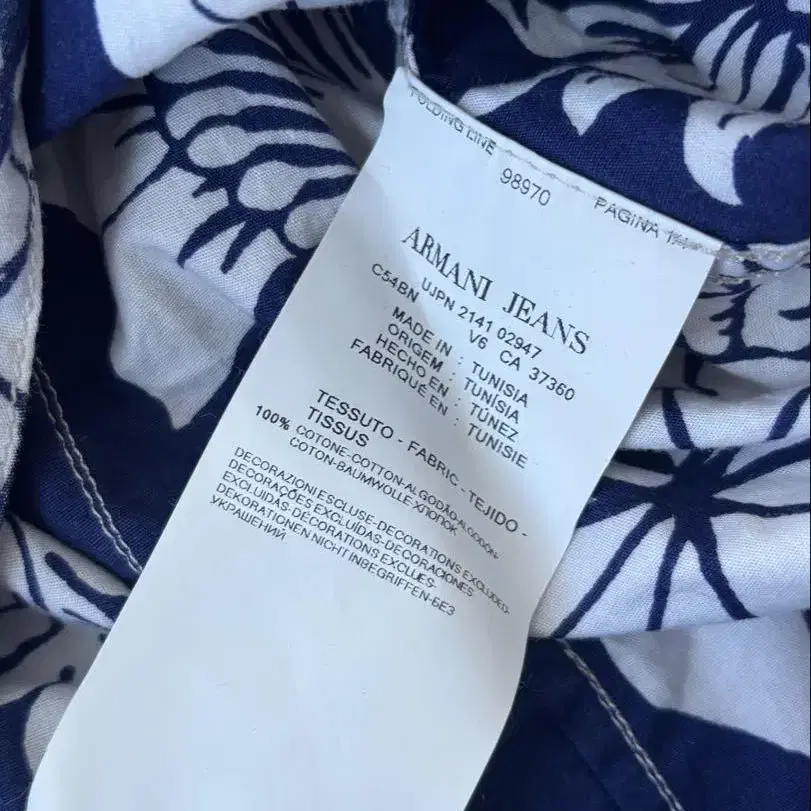 FOLDING LINE
98970
PAGINA 1/
ARMANI JEANS
UJPN 2141 02947
C54BN V6 CA 37360
MADE IN : TUNISIA
ORIGEM : TUNÍSIA
HECHO EN : TÚNEZ
FABRIQUÉ EN : TUNISIE
TESSUTO - FABRIC - TEJIDO -
TISSUS
100% COTONE-COTTON-ALGODÃO-ALGODÓN-
COTON-BAUMWOLLE-ХЛОПОК
DECORAZIONI ESCLUSE-DECORATIONS EXCLUDED-
DECORAÇÕES EXCLUÍDAS-DECORACIONES
EXCLUIDAS-DECORATIONS EXCLUES-
DEKORATIONEN NICHT INBEGRIFFEN-БЕЗ
УКРАШЕНИЙ